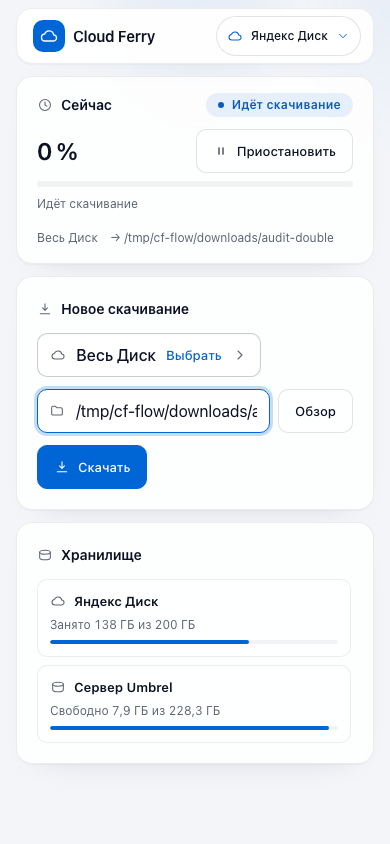 Cloud Ferry
Яндекс Диск
Сейчас
Идёт скачивание
0 %
Приостановить
Идёт скачивание
Весь Диск → /tmp/cf-flow/downloads/audit-double
Новое скачивание
Весь Диск Выбрать
/tmp/cf-flow/downloads/a
Обзор
Скачать
Хранилище
Яндекс Диск
Занято 138 ГБ из 200 ГБ
Сервер Umbrel
Свободно 7,9 ГБ из 228,3 ГБ